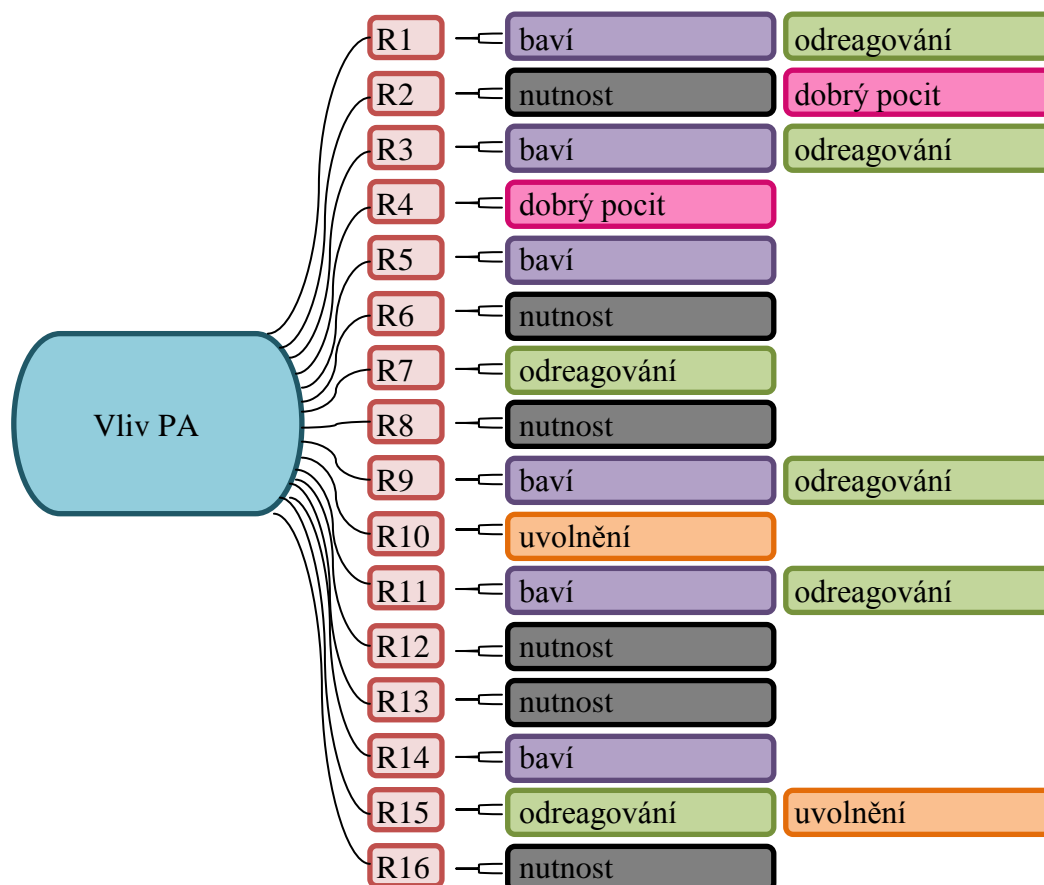 R1 baví odreagování
R2 nutnost dobrý pocit
R3 baví odreagování
R4 dobrý pocit
R5 baví
R6 nutnost
R7 odreagování
Vliv PA
R8 nutnost
R9 baví odreagování
R10 uvolnění
R11 baví odreagování
R12 nutnost
R13 nutnost
R14 baví
R15 odreagování uvolnění
R16 nutnost